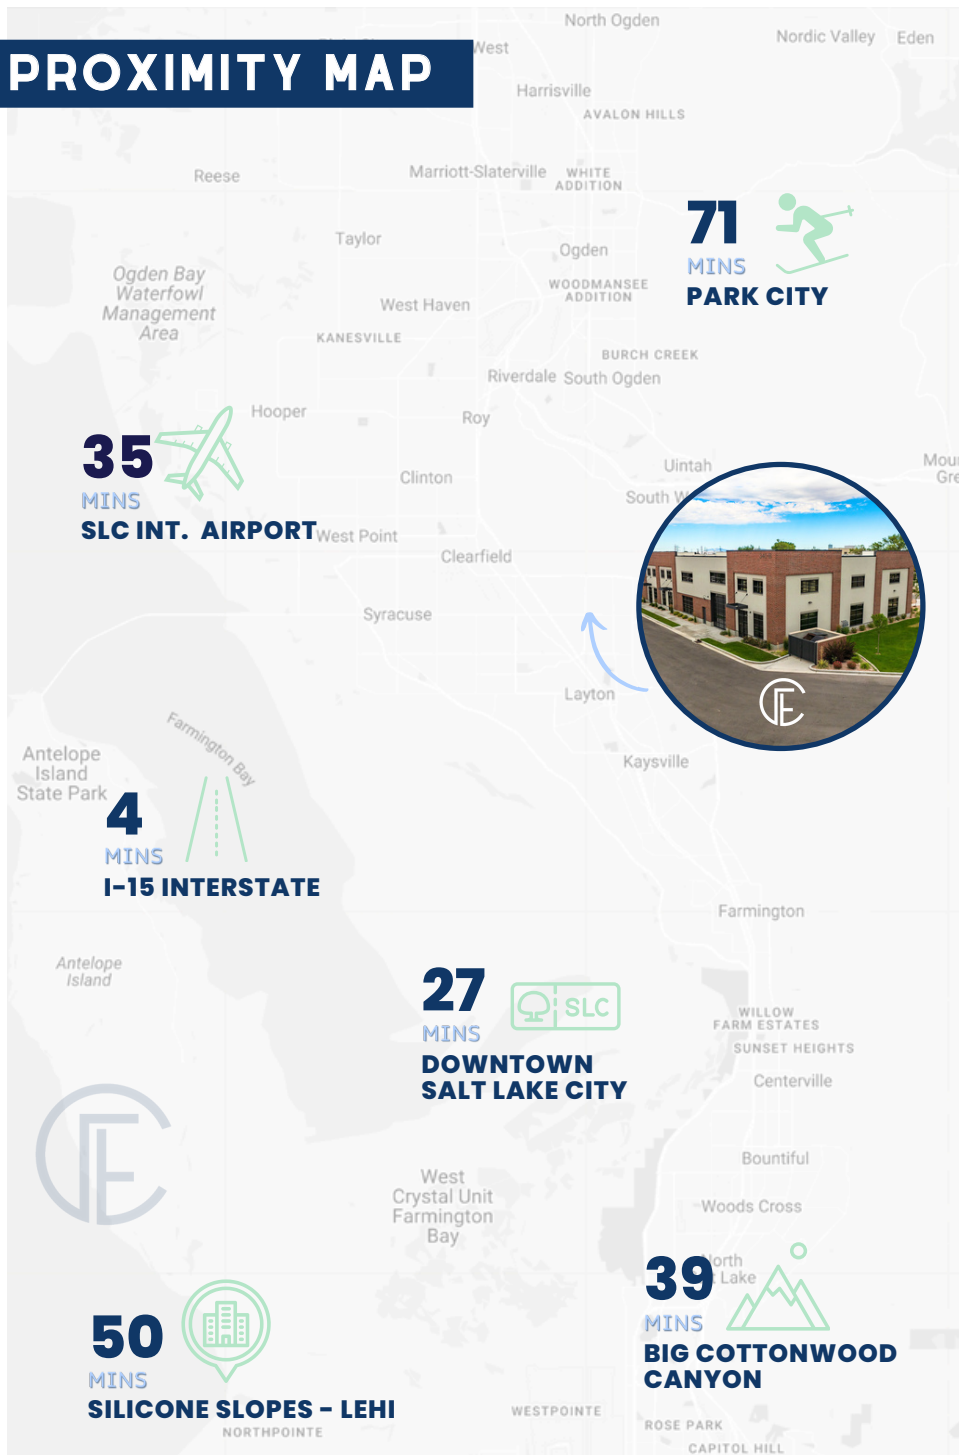 North Ogden
Nordic Valley
Eden
West
PROXIMITY MAP
Harrisville
AVALON HILLS
Reese
Marriott-Slaterville
WHITE
ADDITION
71
MINS
PARK CITY
Taylor
Ogden
Ogden Bay
Waterfowl
Management
Area
WOODMANSEE
ADDITION
West Haven
KANESVILLE
BURCH CREEK
Riverdale
South Ogden
Hooper
Roy
35
MINS
SLC INT. AIRPORT
Uintah
Clinton
South W
West Point
Clearfield
Syracuse
Layton
Farmington Bay
Antelope
Island
State Park
Kaysville
4
MINS
I-15 INTERSTATE
Farmington
Antelope
Island
27
MINS
DOWNTOWN
SALT LAKE CITY
SLC
WILLOW
FARM ESTATES
SUNSET HEIGHTS
Centerville
Bountiful
West
Crystal Unit
Farmington
Bay
Woods Cross
North
Lake
39
MINS
BIG COTTONWOOD
CANYON
50
MINS
SILICONE SLOPES – LEHI
NORTHPOINTE
WESTPOINTE
ROSE PARK
CAPITOL HILL